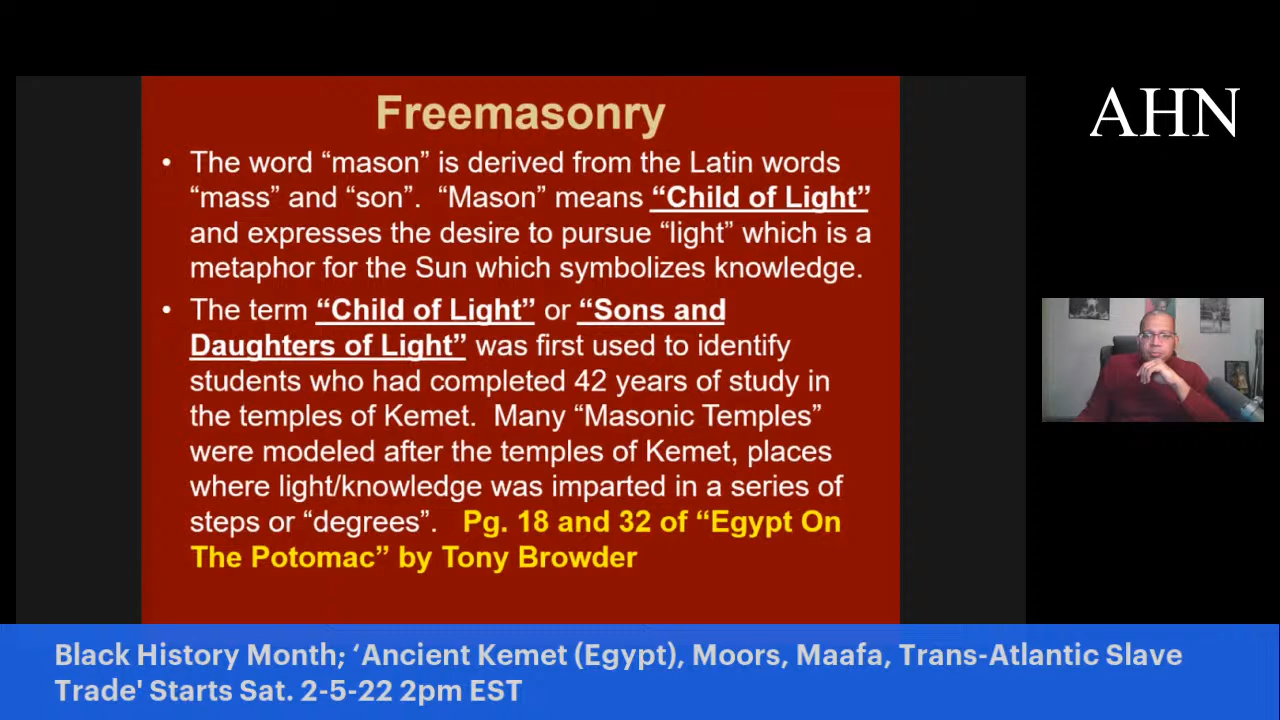 AHN
Freemasonry
• The word “mason” is derived from the Latin words
“mass” and “son”. “Mason” means “Child of Light”
and expresses the desire to pursue “light” which is a
metaphor for the Sun which symbolizes knowledge.
• The term “Child of Light” or “Sons and
Daughters of Light” was first used to identify
students who had completed 42 years of study in
the temples of Kemet. Many “Masonic Temples”
were modeled after the temples of Kemet, places
where light/knowledge was imparted in a series of
steps or “degrees”. Pg. 18 and 32 of “Egypt On
The Potomac” by Tony Browder
Black History Month; ‘Ancient Kemet (Egypt), Moors, Maafa, Trans-Atlantic Slave
Trade' Starts Sat. 2-5-22 2pm EST